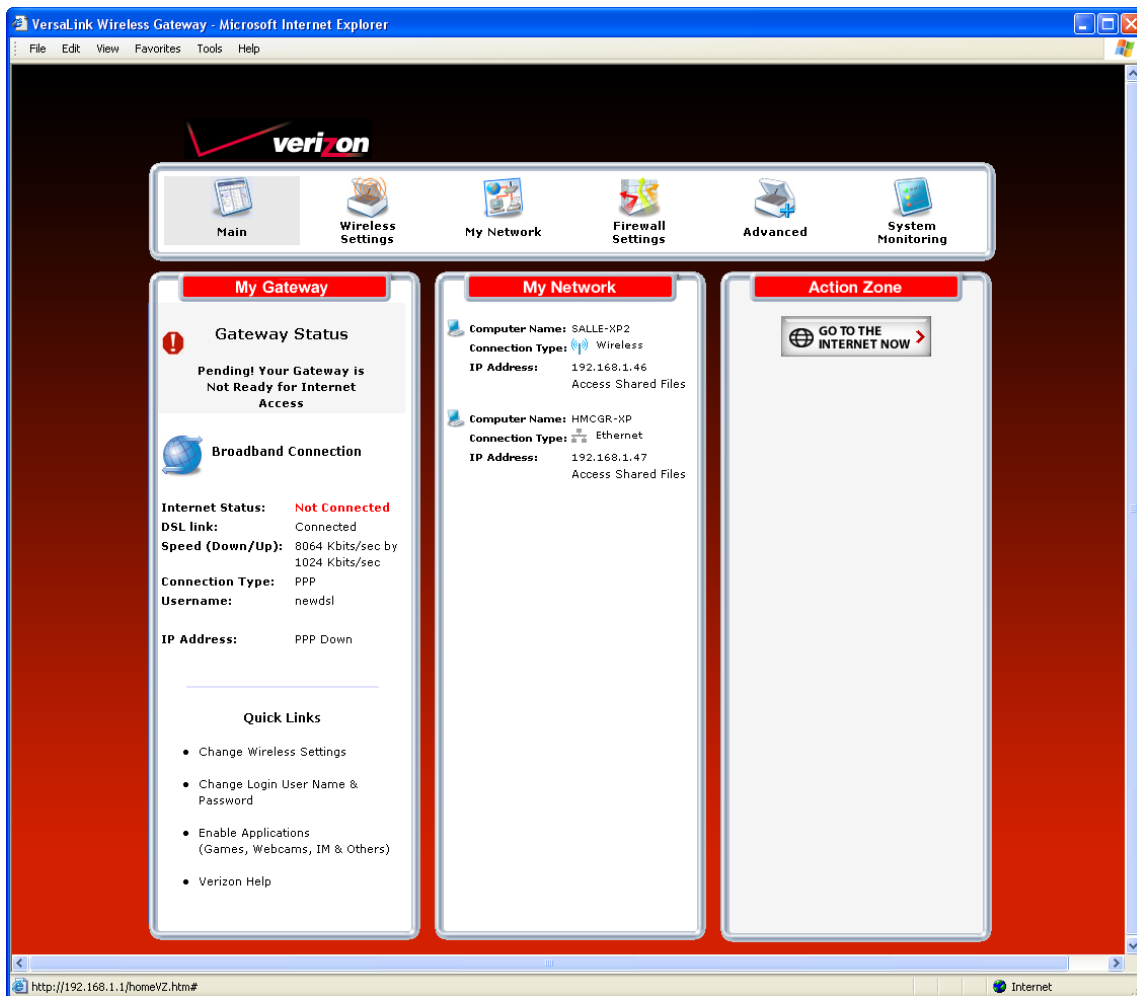 VersaLink Wireless Gateway - Microsoft Internet Explorer
File Edit View Favorites Tools Help
verizon
Main
Wireless
Settings
My Network
Firewall
Settings
Advanced
System
Monitoring
My Gateway
Gateway Status
Pending! Your Gateway is
Not Ready for Internet
Access
Broadband Connection
Internet Status: Not Connected
DSL link: Connected
Speed (Down/Up): 8064 Kbits/sec by
1024 Kbits/sec
Connection Type: PPP
Username: newdsl
IP Address: PPP Down
Quick Links
Change Wireless Settings
Change Login User Name &
Password
Enable Applications
(Games, Webcams, IM & Others)
Verizon Help
My Network
Computer Name: SALLE-XP2
Connection Type: Wireless
IP Address: 192.168.1.46
Access Shared Files
Computer Name: HMCGR-XP
Connection Type: Ethernet
IP Address: 192.168.1.47
Access Shared Files
Action Zone
GO TO THE
INTERNET NOW
http://192.168.1.1/homeVZ.htm#
Internet